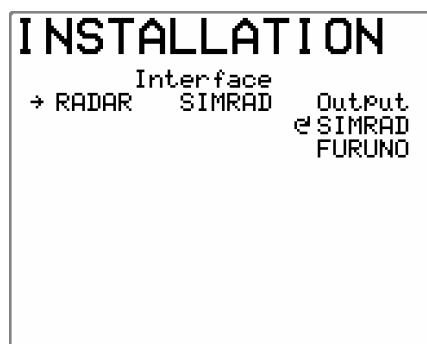 INSTALLATION
Interface
→ RADAR SIMRAD Output
SIMRAD
FURUNO